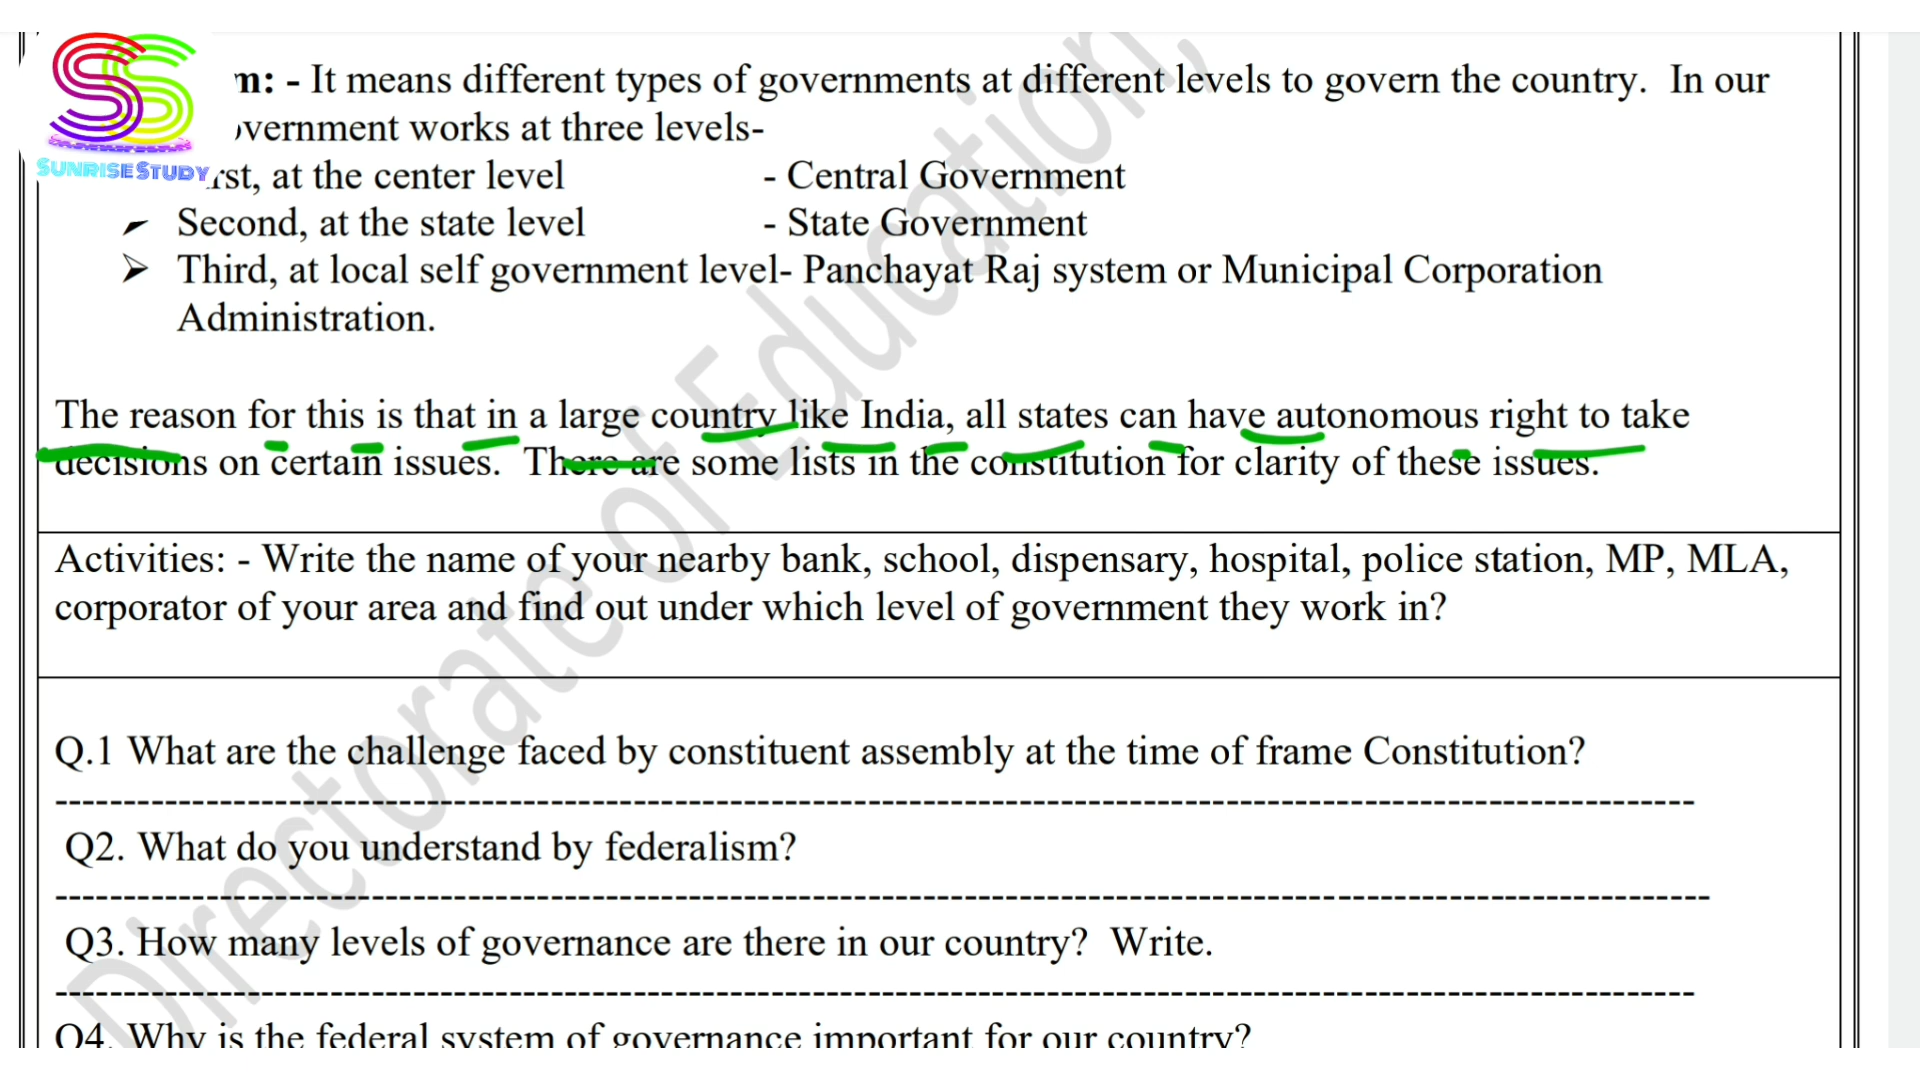 SUNRISE STUDY
m: - It means different types of governments at different levels to govern the country. In our
vernment works at three levels-
rst, at the center level - Central Government
Second, at the state level - State Government
➢ Third, at local self government level- Panchayat Raj system or Municipal Corporation
Administration.
The reason for this is that in a large country like India, all states can have autonomous right to take
decisions on certain issues. There are some lists in the constitution for clarity of these issues.
Activities: - Write the name of your nearby bank, school, dispensary, hospital, police station, MP, MLA,
corporator of your area and find out under which level of government they work in?
Q.1 What are the challenge faced by constituent assembly at the time of frame Constitution?
Q2. What do you understand by federalism?
Q3. How many levels of governance are there in our country? Write.
Q4. Why is the federal system of governance important for our country?
Directorate of Education,